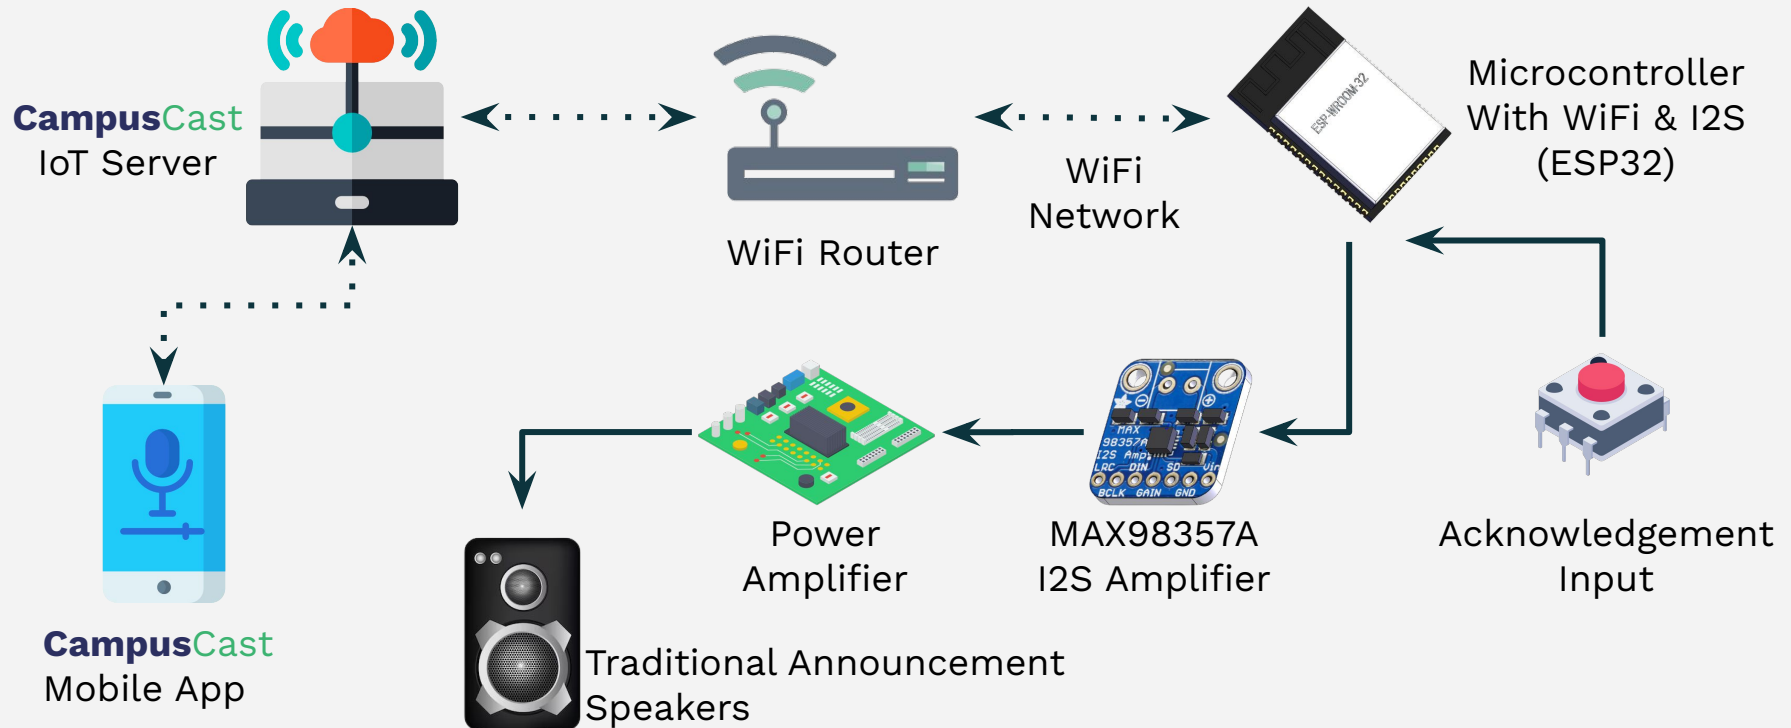 CampusCast
IoT Server
WiFi Router
WiFi
Network
ESP-WROOM-32
Microcontroller
With WiFi & I2S
(ESP32)
CampusCast
Mobile App
Traditional Announcement
Speakers
Power
Amplifier
MAX
98357A
I2S Amp
LRC DIN SD Vin
BCLK GAIN GND
MAX98357A
I2S Amplifier
Acknowledgement
Input